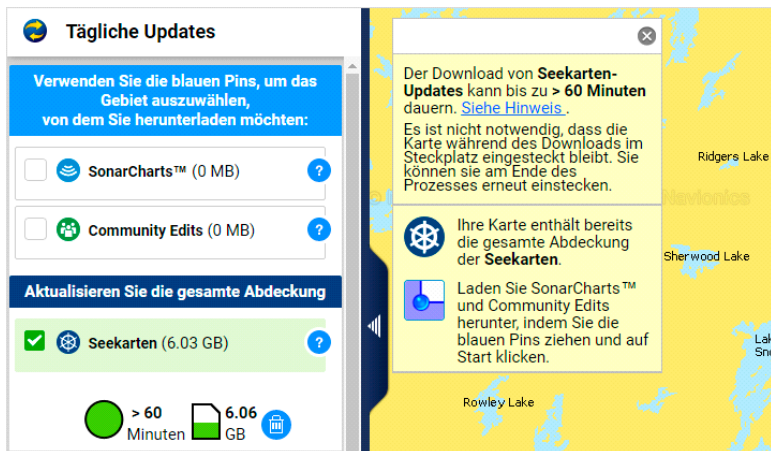 Tägliche Updates
Verwenden Sie die blauen Pins, um das
Gebiet auszuwählen,
von dem Sie herunterladen möchten:
SonarCharts™ (0 MB)
?
Community Edits (0 MB)
?
Aktualisieren Sie die gesamte Abdeckung
Seekarten (6.03 GB)
?
> 60
Minuten
6.06
GB
Der Download von Seekarten-
Updates kann bis zu > 60 Minuten
dauern. Siehe Hinweis .
Es ist nicht notwendig, dass die
Karte während des Downloads im
Steckplatz eingesteckt bleibt. Sie
können sie am Ende des
Prozesses erneut einstecken.
Ihre Karte enthält bereits
die gesamte Abdeckung
der Seekarten.
Laden Sie SonarCharts™
und Community Edits
herunter, indem Sie die
blauen Pins ziehen und auf
Start klicken.
Ridgers Lake
Navionics
Sherwood Lake
Rowley Lake